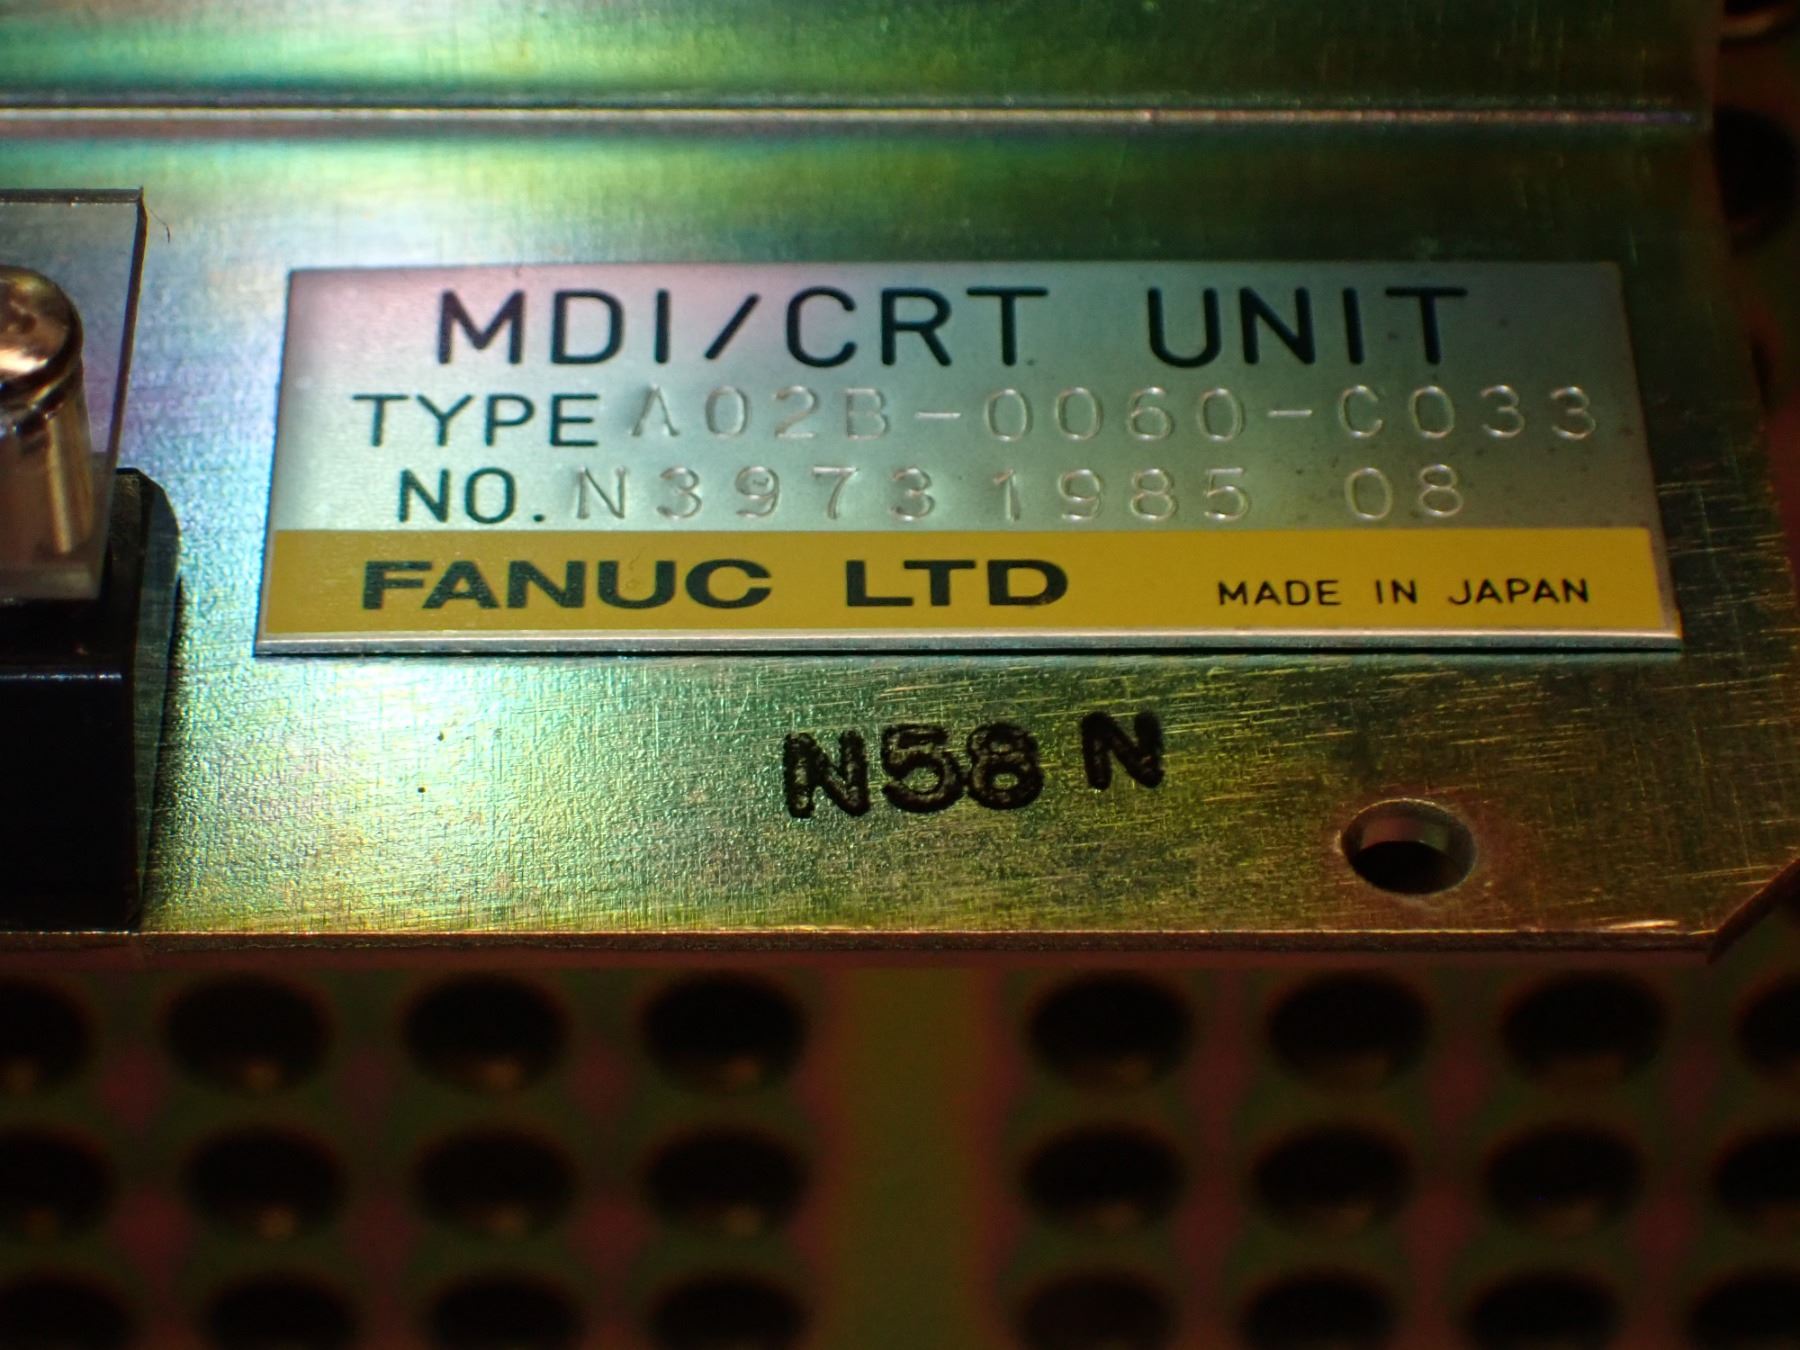 MDI/CRT UNIT
TYPE A02B-0060-C033
NO. N3973 1985 08
FANUC LTD MADE IN JAPAN
N58 N